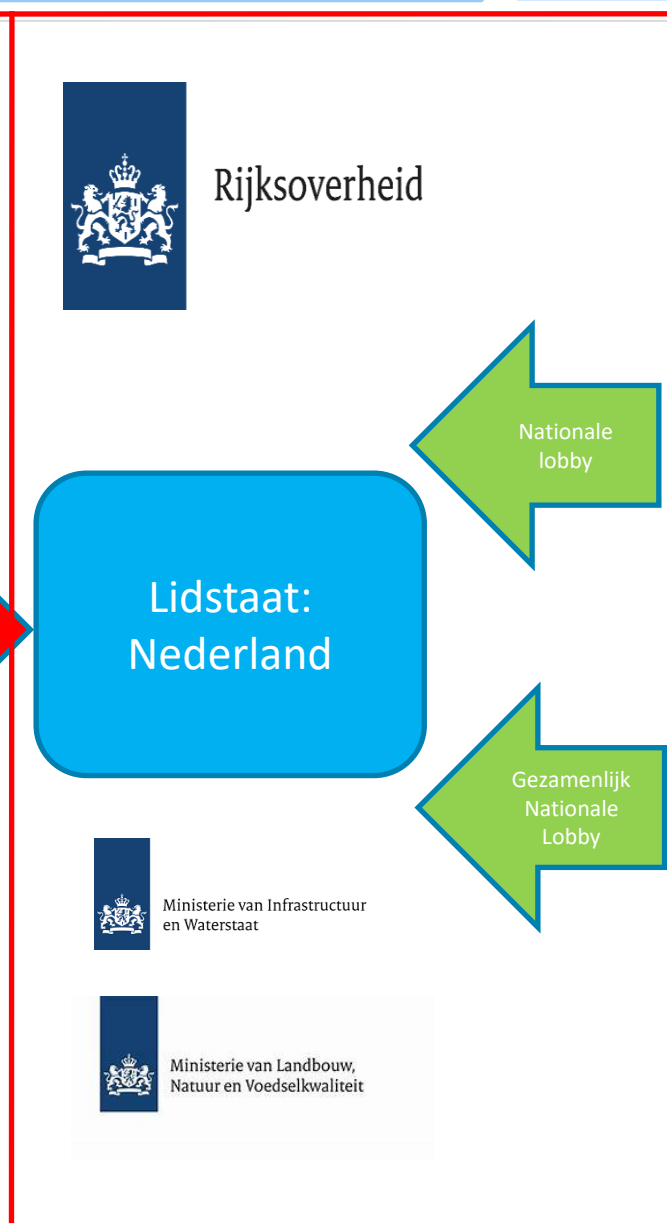 Rijksoverheid
Nationale
lobby
Lidstaat:
Nederland
Gezamenlijk
Nationale
Lobby
Ministerie van Infrastructuur
en Waterstaat
Ministerie van Landbouw,
Natuur en Voedselkwaliteit